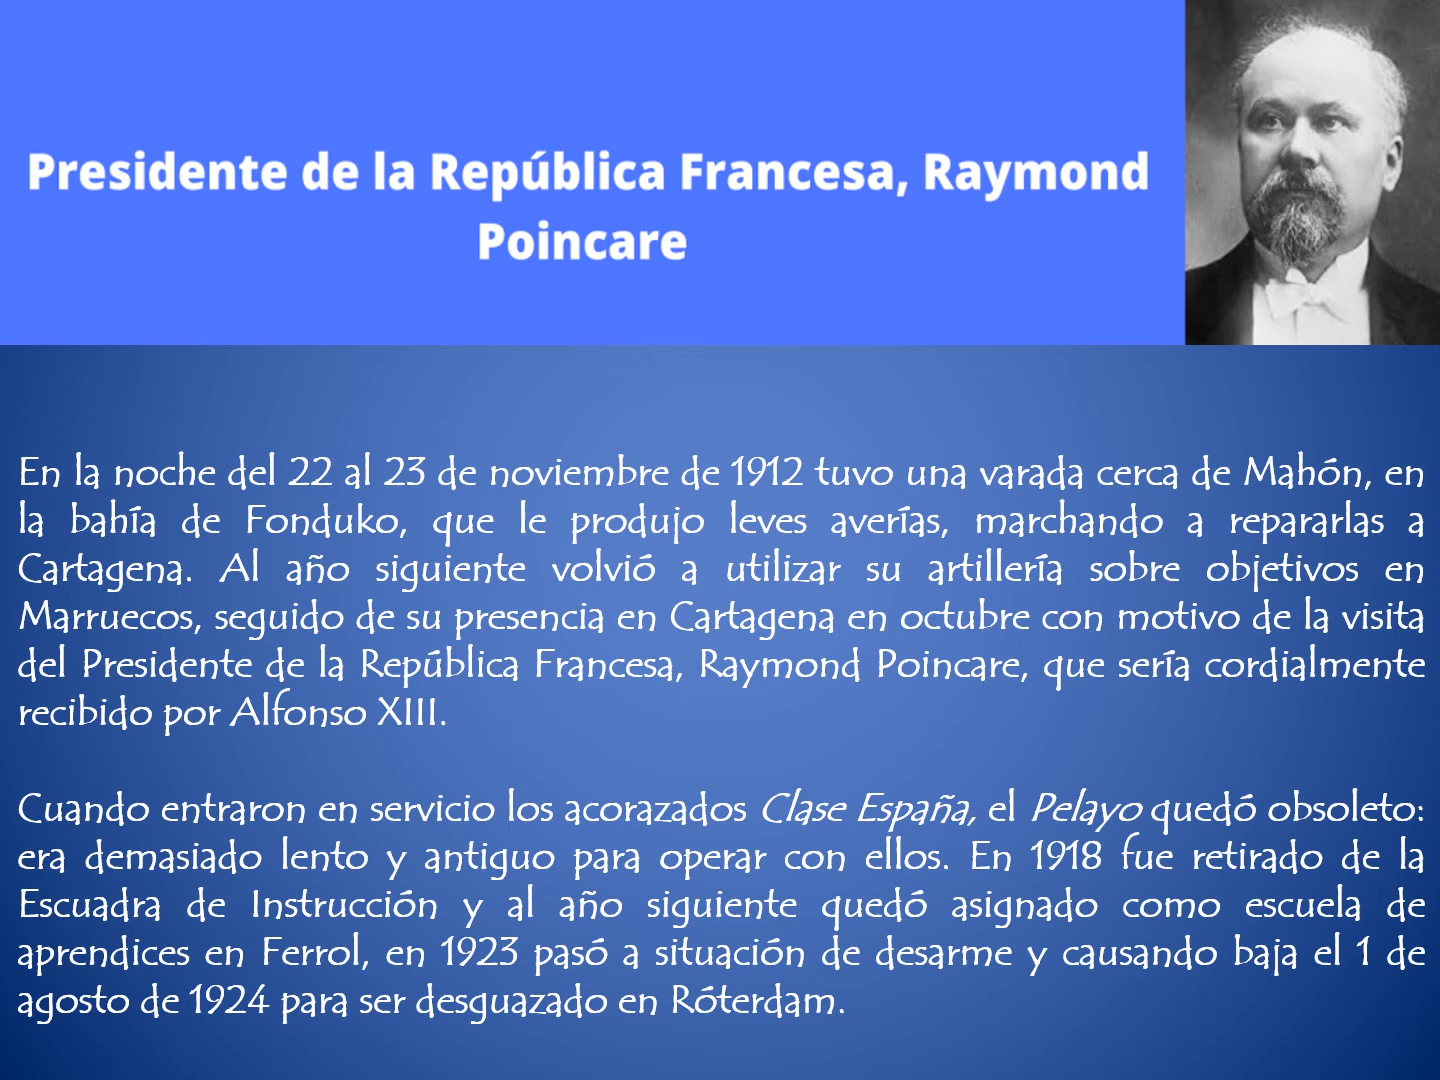 Presidente de la República Francesa, Raymond
Poincare
En la noche del 22 al 23 de noviembre de 1912 tuvo una varada cerca de Mahón, en
la bahía de Fonduko, que le produjo leves averías, marchando a repararlas a
Cartagena. Al año siguiente volvió a utilizar su artillería sobre objetivos en
Marruecos, seguido de su presencia en Cartagena en octubre con motivo de la visita
del Presidente de la República Francesa, Raymond Poincare, que sería cordialmente
recibido por Alfonso XIII.
Cuando entraron en servicio los acorazados Clase España, el Pelayo quedó obsoleto:
era demasiado lento y antiguo para operar con ellos. En 1918 fue retirado de la
Escuadra de Instrucción y al año siguiente quedó asignado como escuela de
aprendices en Ferrol, en 1923 pasó a situación de desarme y causando baja el 1 de
agosto de 1924 para ser desguazado en Róterdam.